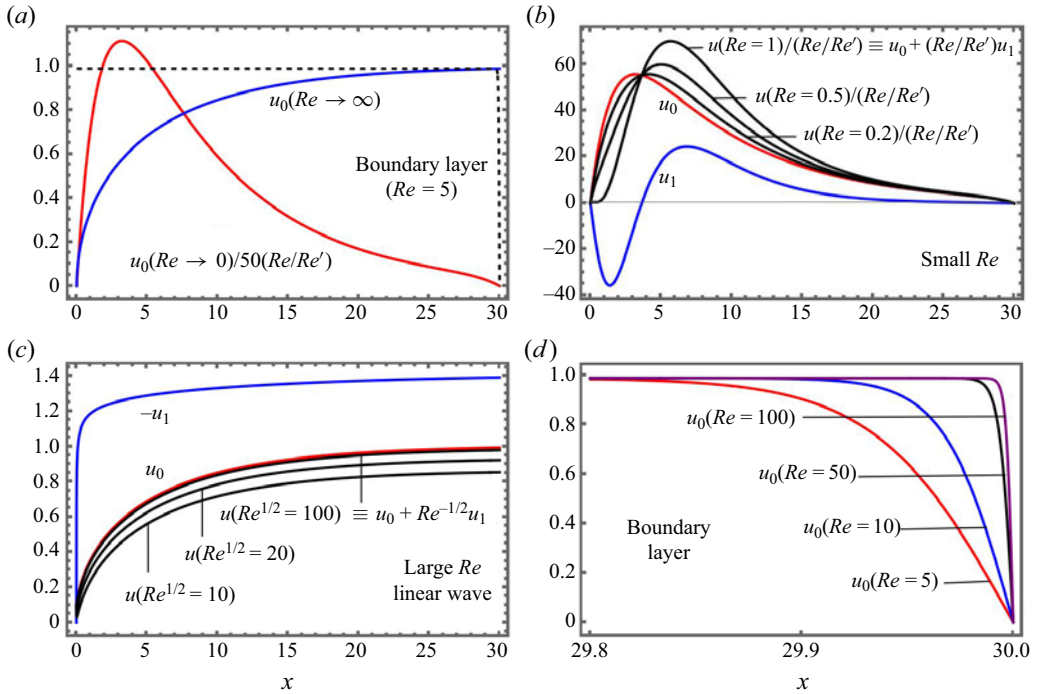 (a)
1.0
0.8
0.6
0.4
0.2
0
u₀(Re → ∞)
Boundary layer
(Re = 5)
u₀(Re → 0)/50(Re/Re′)
0 5 10 15 20 25 30
(b)
60
40
20
0
−20
−40
u(Re = 1)/(Re/Re′) ≡ u₀ + (Re/Re′)u₁
u(Re = 0.5)/(Re/Re′)
u(Re = 0.2)/(Re/Re′)
u₀
u₁
Small Re
0 5 10 15 20 25 30
(c)
1.4
1.2
1.0
0.8
0.6
0.4
0.2
0
−u₁
u₀
u(Re^1/2 = 100) ≡ u₀ + Re^−1/2u₁
u(Re^1/2 = 20)
u(Re^1/2 = 10)
Large Re
linear wave
0 5 10 15 20 25 30
x
(d)
1.0
0.8
0.6
0.4
0.2
0
u₀(Re = 100)
u₀(Re = 50)
u₀(Re = 10)
u₀(Re = 5)
Boundary
layer
29.8 29.9 30.0
x